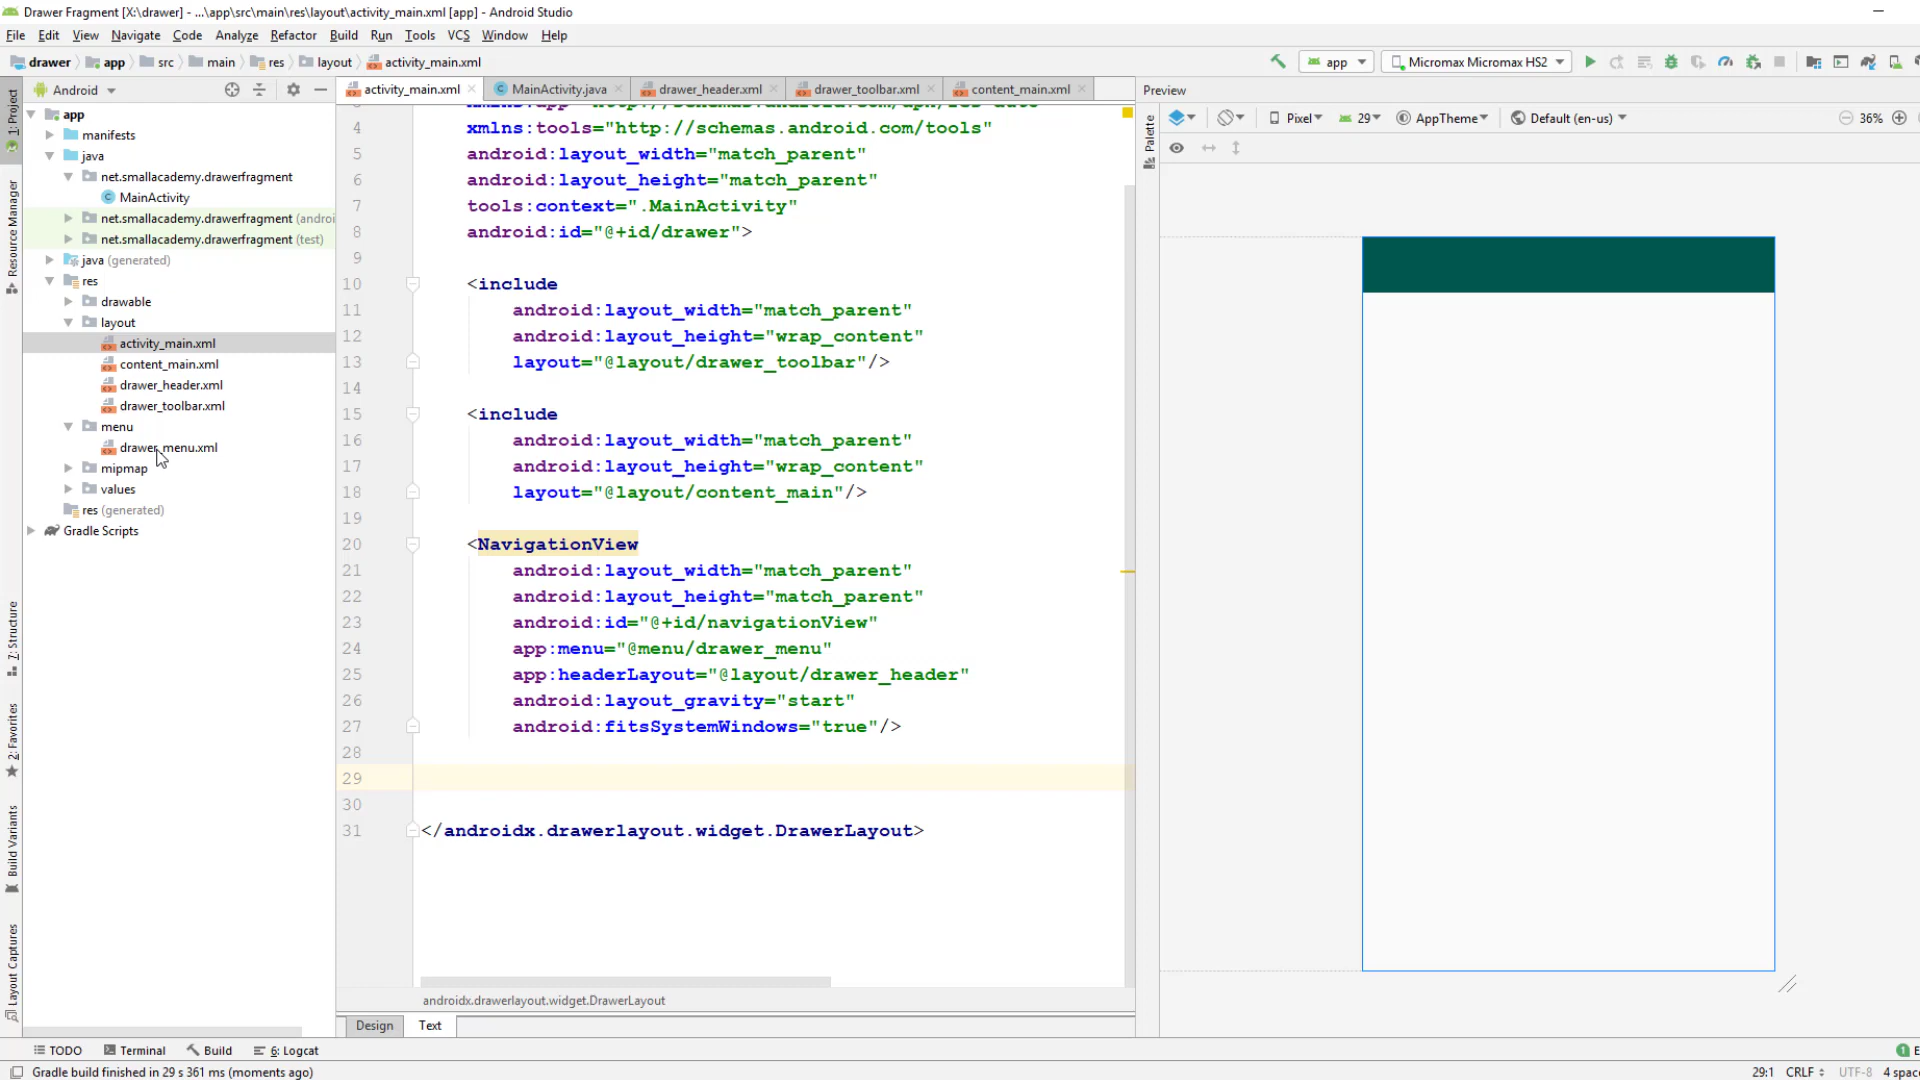 Drawer Fragment [X:\drawer] - ...\app\src\main\res\layout\activity_main.xml [app] - Android Studio
File Edit View Navigate Code Analyze Refactor Build Run Tools VCS Window Help
drawer app src main res layout activity_main.xml app Micromax Micromax HS2
Android
activity_main.xml MainActivity.java drawer_header.xml drawer_toolbar.xml content_main.xml
Preview
1: Project
Resource Manager
7: Structure
2: Favorites
Build Variants
Layout Captures
app
manifests
java
net.smallacademy.drawerfragment
MainActivity
net.smallacademy.drawerfragment (androi
net.smallacademy.drawerfragment (test)
java (generated)
res
drawable
layout
activity_main.xml
content_main.xml
drawer_header.xml
drawer_toolbar.xml
menu
drawer_menu.xml
mipmap
values
res (generated)
Gradle Scripts
4 xmlns:tools="http://schemas.android.com/tools"
5 android:layout_width="match_parent"
6 android:layout_height="match_parent"
7 tools:context=".MainActivity"
8 android:id="@+id/drawer">
9
10 <include
11 android:layout_width="match_parent"
12 android:layout_height="wrap_content"
13 layout="@layout/drawer_toolbar"/>
14
15 <include
16 android:layout_width="match_parent"
17 android:layout_height="wrap_content"
18 layout="@layout/content_main"/>
19
20 <NavigationView
21 android:layout_width="match_parent"
22 android:layout_height="match_parent"
23 android:id="@+id/navigationView"
24 app:menu="@menu/drawer_menu"
25 app:headerLayout="@layout/drawer_header"
26 android:layout_gravity="start"
27 android:fitsSystemWindows="true"/>
28
29
30
31 </androidx.drawerlayout.widget.DrawerLayout>
androidx.drawerlayout.widget.DrawerLayout
Design Text
Palette
Pixel 29 AppTheme Default (en-us) 36%
TODO Terminal Build 6: Logcat 1 E
Gradle build finished in 29 s 361 ms (moments ago) 29:1 CRLF UTF-8 4 spac